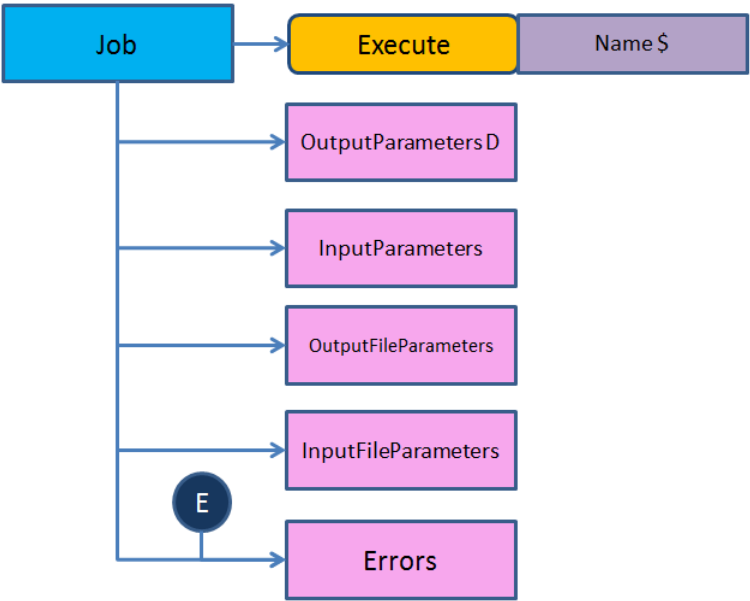 Job
Execute
Name $
OutputParameters D
InputParameters
OutputFileParameters
InputFileParameters
E
Errors